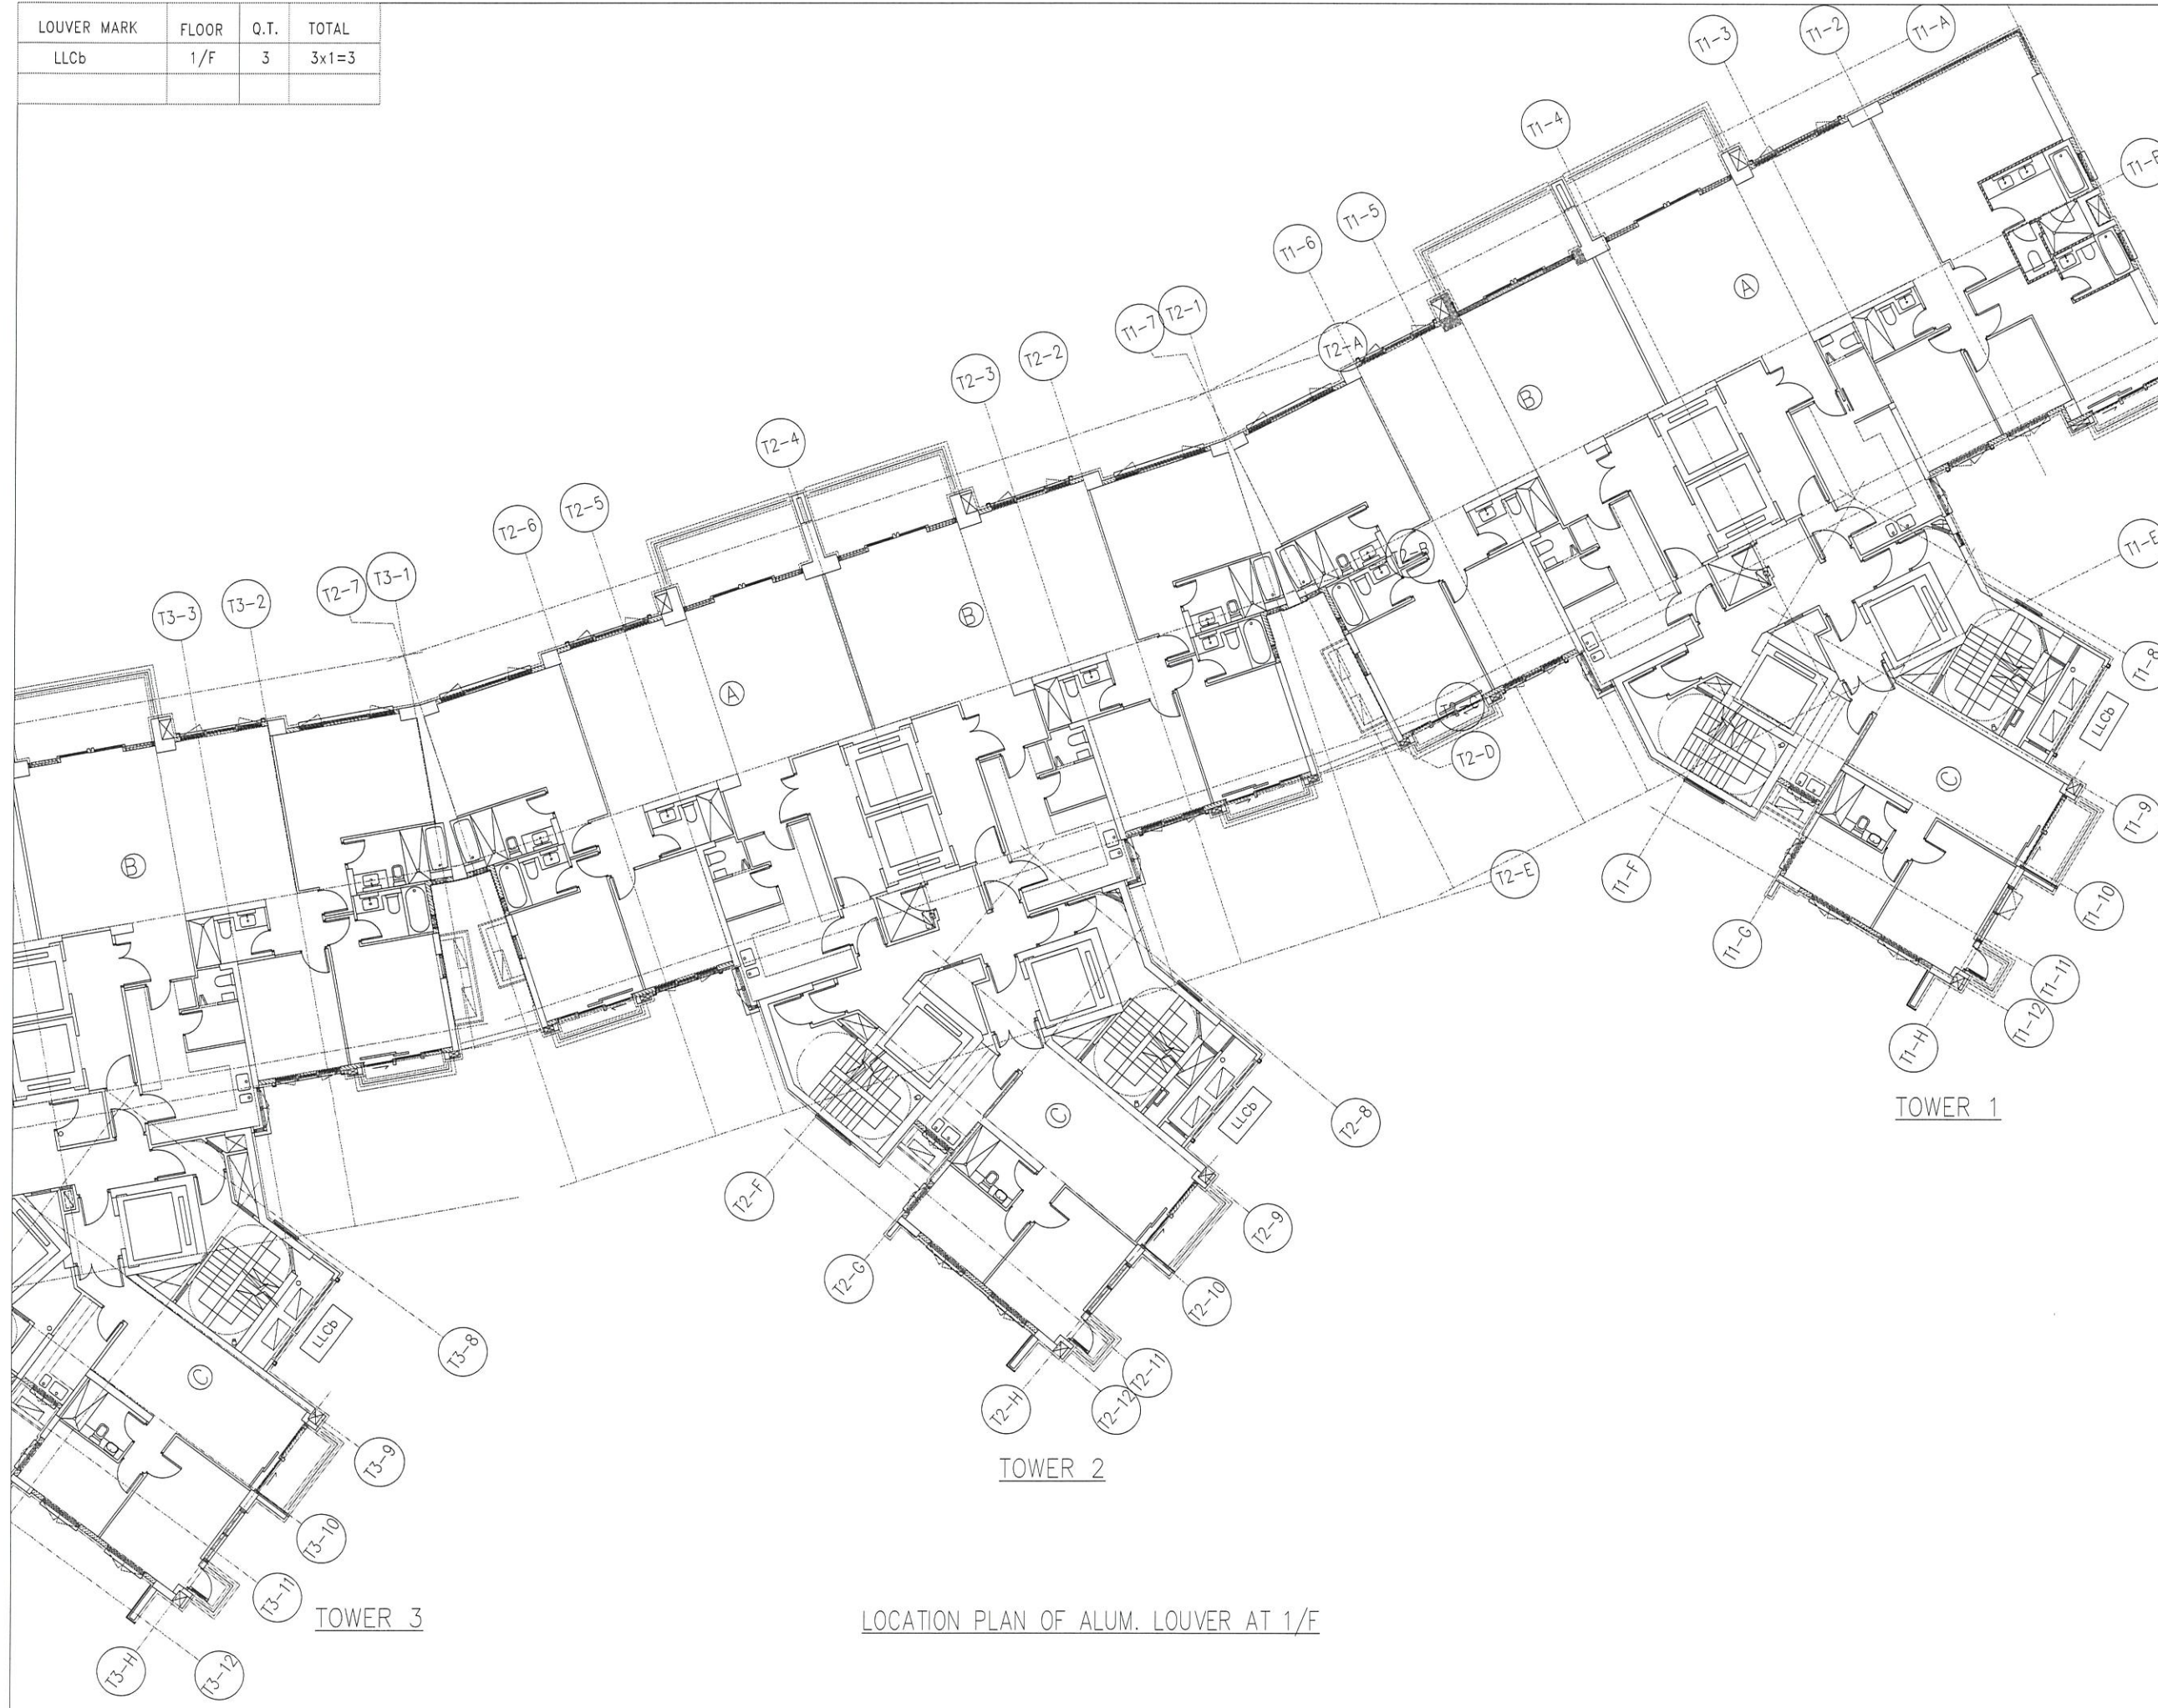 LOUVER MARK FLOOR Q.T. TOTAL
LLCb 1/F 3 3x1=3
T1-A
T1-2
T1-3
T1-4
T1-5
T1-6
T1-7
T2-1
T2-A
T2-2
T2-3
T2-4
T2-5
T2-6
T3-1
T2-7
T3-2
T3-3
A
B
B
A
B
T2-D
T2-E
T1-E
T1-8
LLCb
C
T1-9
T1-F
T1-10
T1-G
T1-11
T1-12
T1-H
TOWER 1
C
LLCb
T2-8
T2-F
T2-9
T2-G
T2-10
T2-11
T2-12
T2-H
TOWER 2
LLCb
T3-8
C
T3-9
T3-10
T3-11
TOWER 3
T3-H
T3-12
LOCATION PLAN OF ALUM. LOUVER AT 1/F